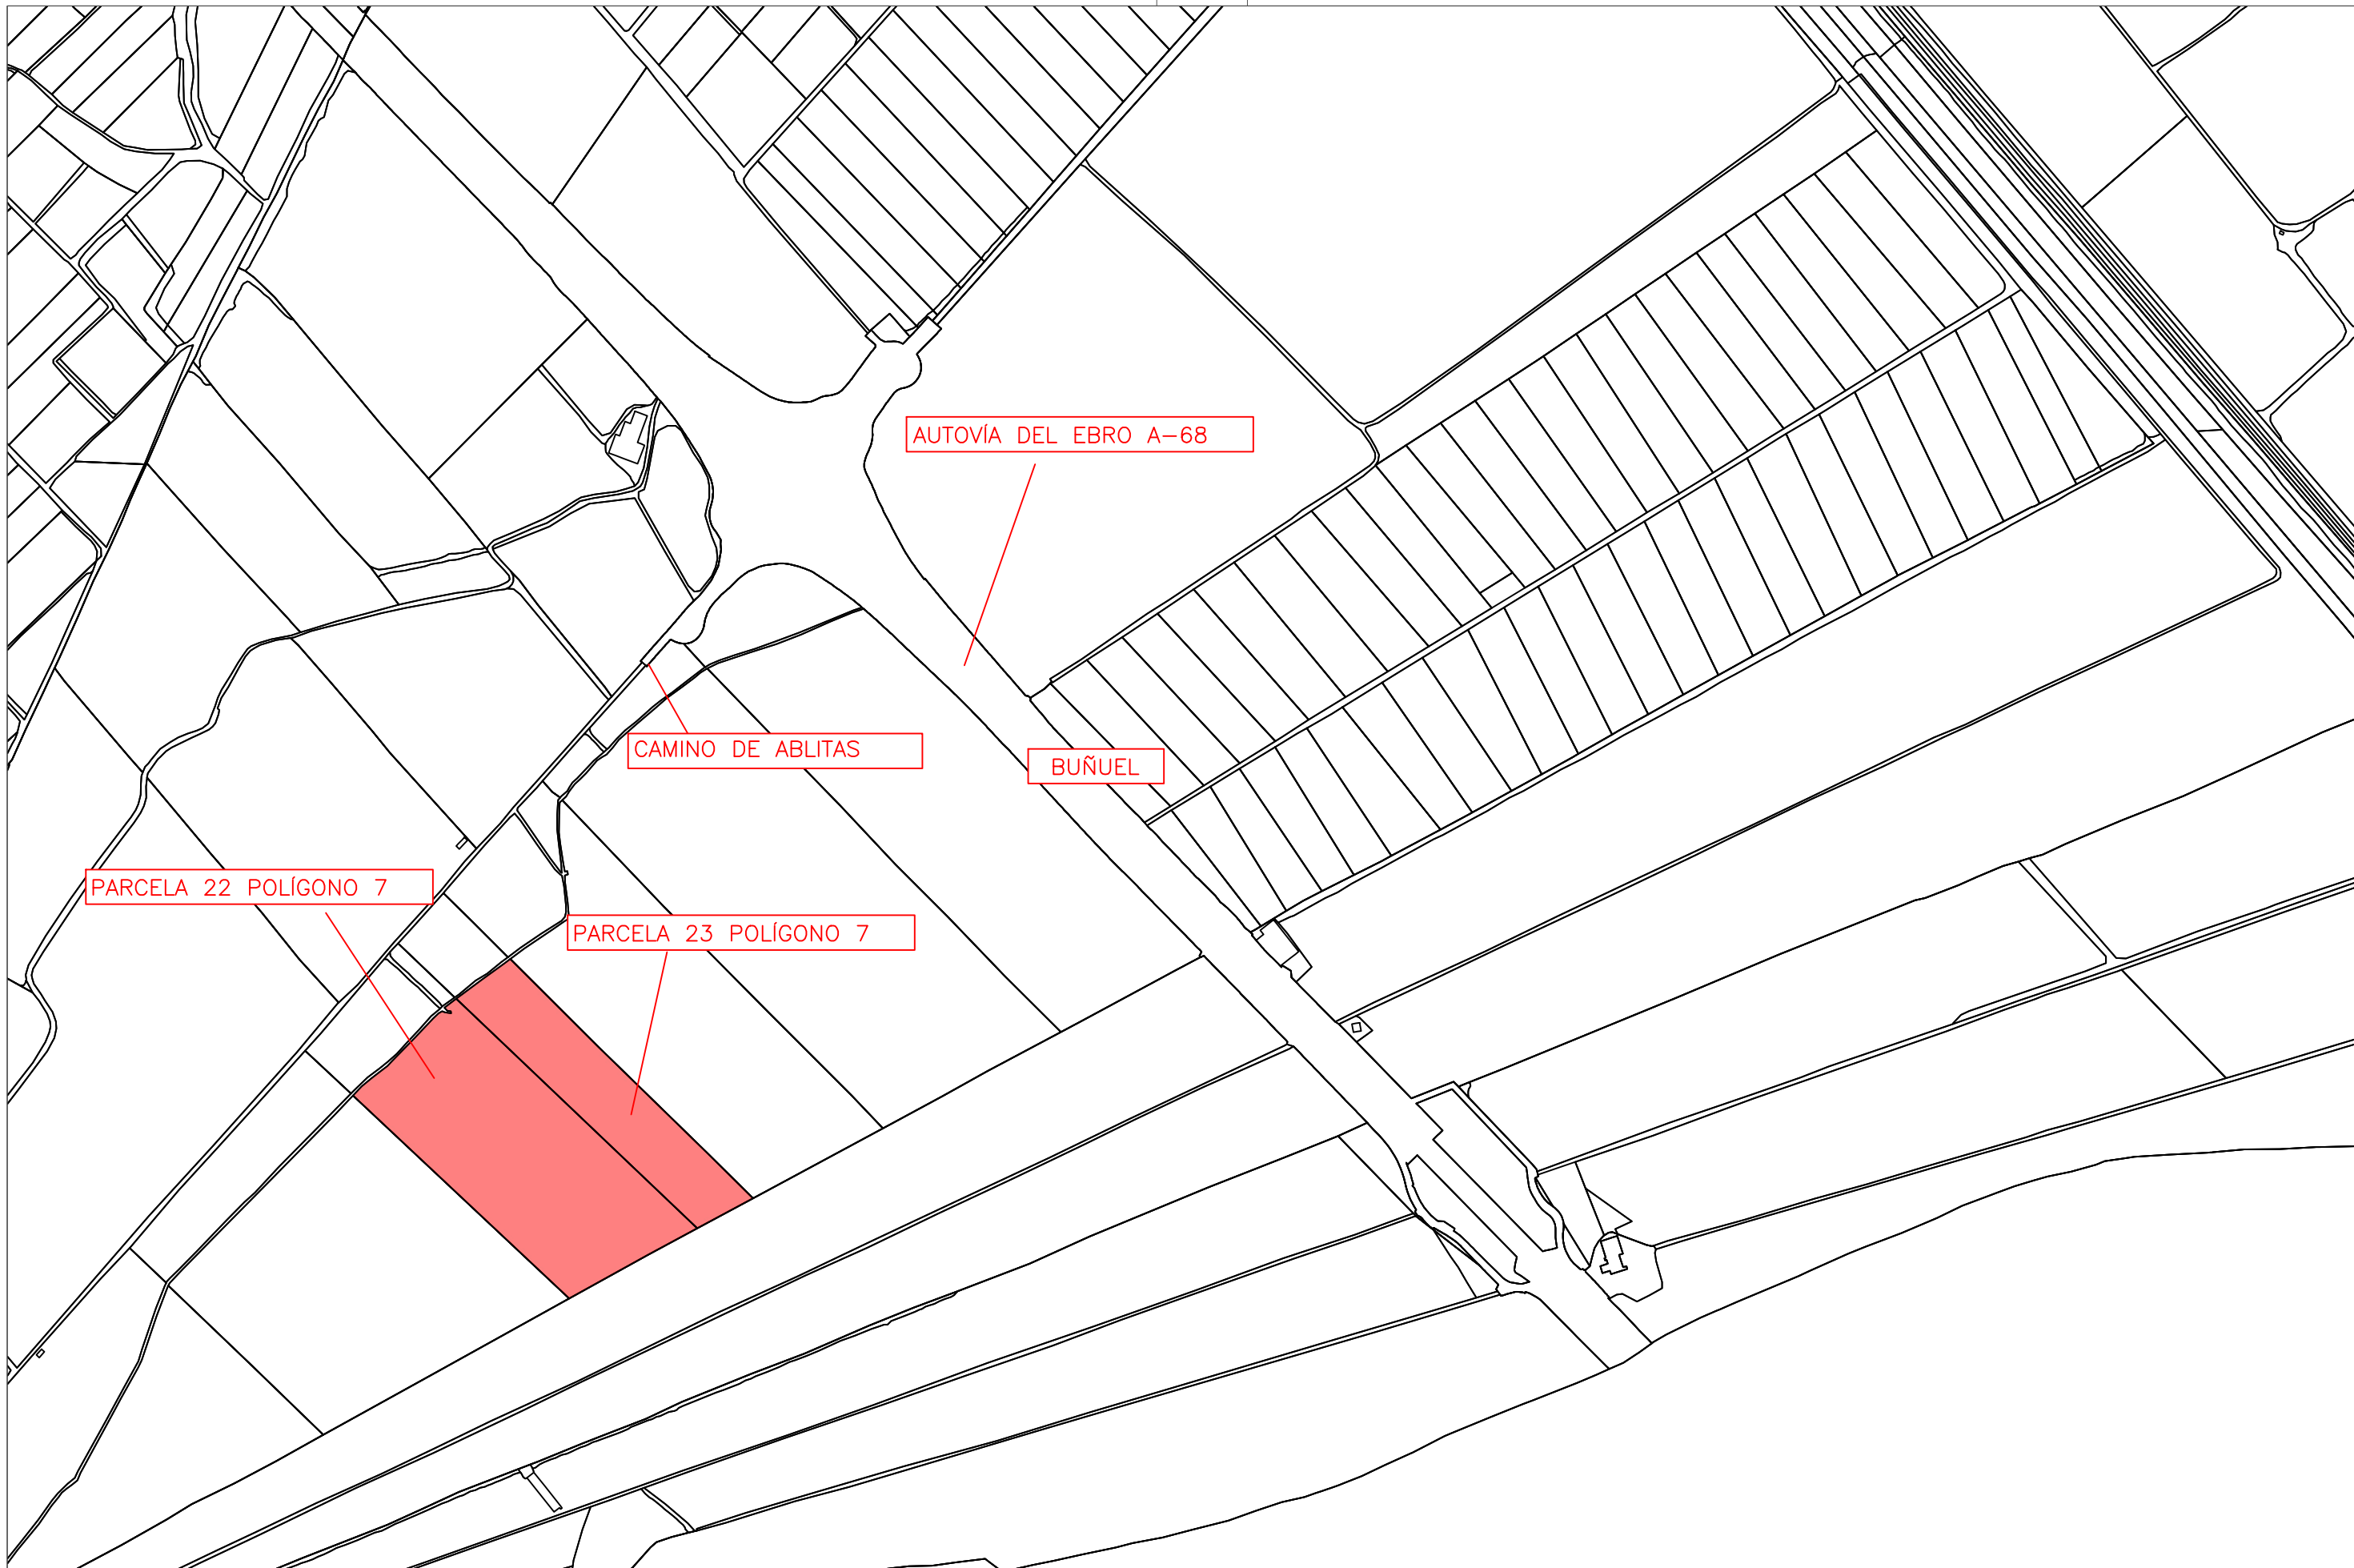 AUTOVÍA DEL EBRO A-68
CAMINO DE ABLITAS
BUÑUEL
PARCELA 22 POLÍGONO 7
PARCELA 23 POLÍGONO 7